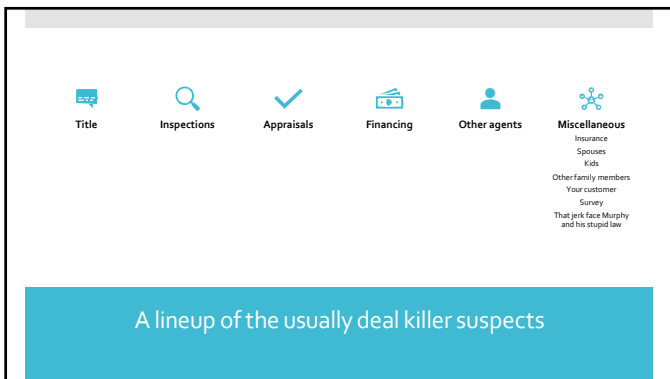 Title
Inspections
Appraisals
Financing
Other agents
Miscellaneous
Insurance
Spouses
Kids
Other family members
Your customer
Survey
That jerk face Murphy
and his stupid law
A lineup of the usually deal killer suspects